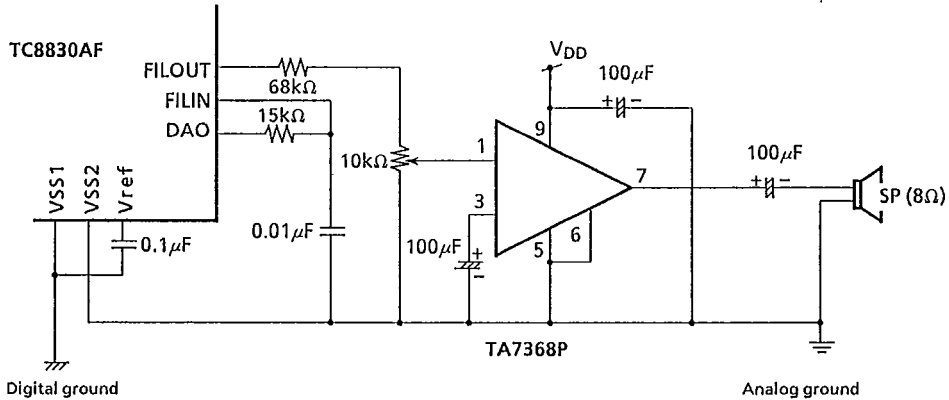 TC8830AF
FILOUT
FILIN
DAO
68kΩ
15kΩ
VSS1
VSS2
Vref
0.1μF
0.01μF
10kΩ
100μF
+
-
1
3
9
5
6
7
VDD
100μF
+ -
100μF
+ -
SP (8Ω)
TA7368P
Digital ground
Analog ground